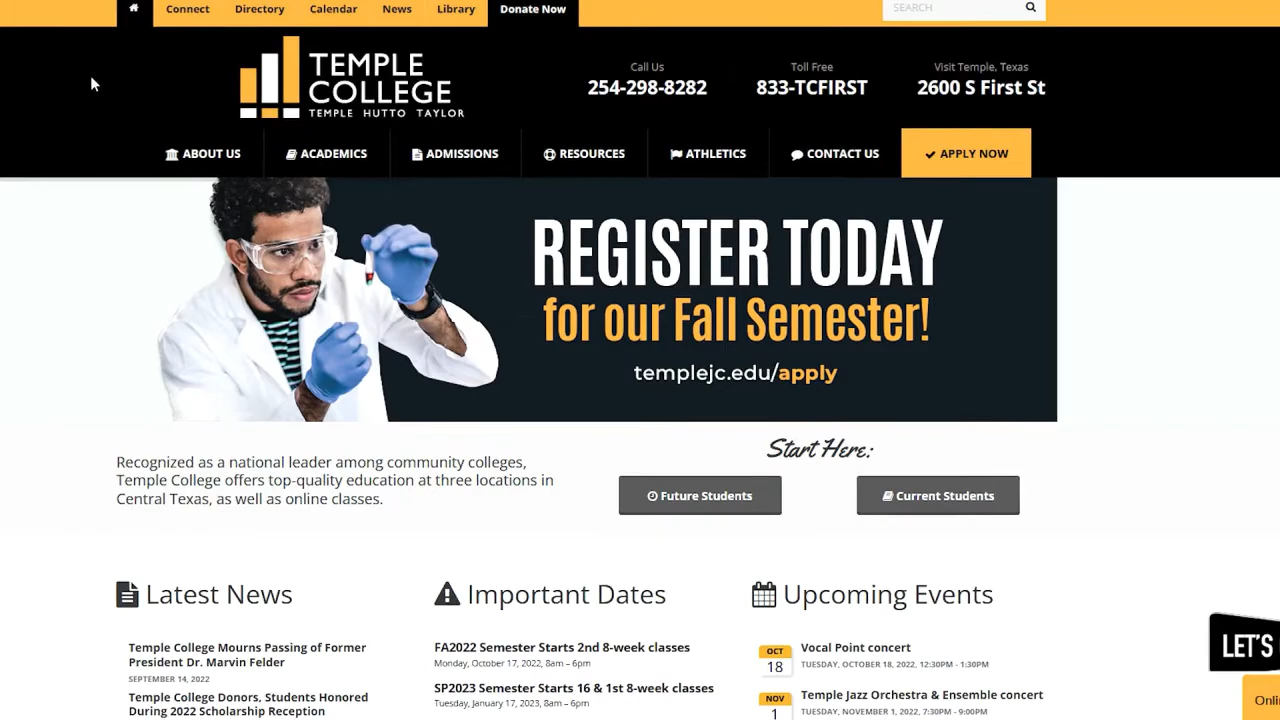 Connect Directory Calendar News Library Donate Now SEARCH
TEMPLE
COLLEGE
TEMPLE HUTTO TAYLOR
Call Us
254-298-8282
Toll Free
833-TCFIRST
Visit Temple, Texas
2600 S First St
ABOUT US ACADEMICS ADMISSIONS RESOURCES ATHLETICS CONTACT US APPLY NOW
REGISTER TODAY
for our Fall Semester!
templejc.edu/apply
Recognized as a national leader among community colleges,
Temple College offers top-quality education at three locations in
Central Texas, as well as online classes.
Start Here:
Future Students Current Students
Latest News
Temple College Mourns Passing of Former
President Dr. Marvin Felder
SEPTEMBER 14, 2022
Temple College Donors, Students Honored
During 2022 Scholarship Reception
Important Dates
FA2022 Semester Starts 2nd 8-week classes
Monday, October 17, 2022, 8am – 6pm
SP2023 Semester Starts 16 & 1st 8-week classes
Tuesday, January 17, 2023, 8am – 6pm
Upcoming Events
OCT
18
Vocal Point concert
TUESDAY, OCTOBER 18, 2022, 12:30PM - 1:30PM
NOV
1
Temple Jazz Orchestra & Ensemble concert
TUESDAY, NOVEMBER 1, 2022, 7:30PM - 9:00PM
LET'S